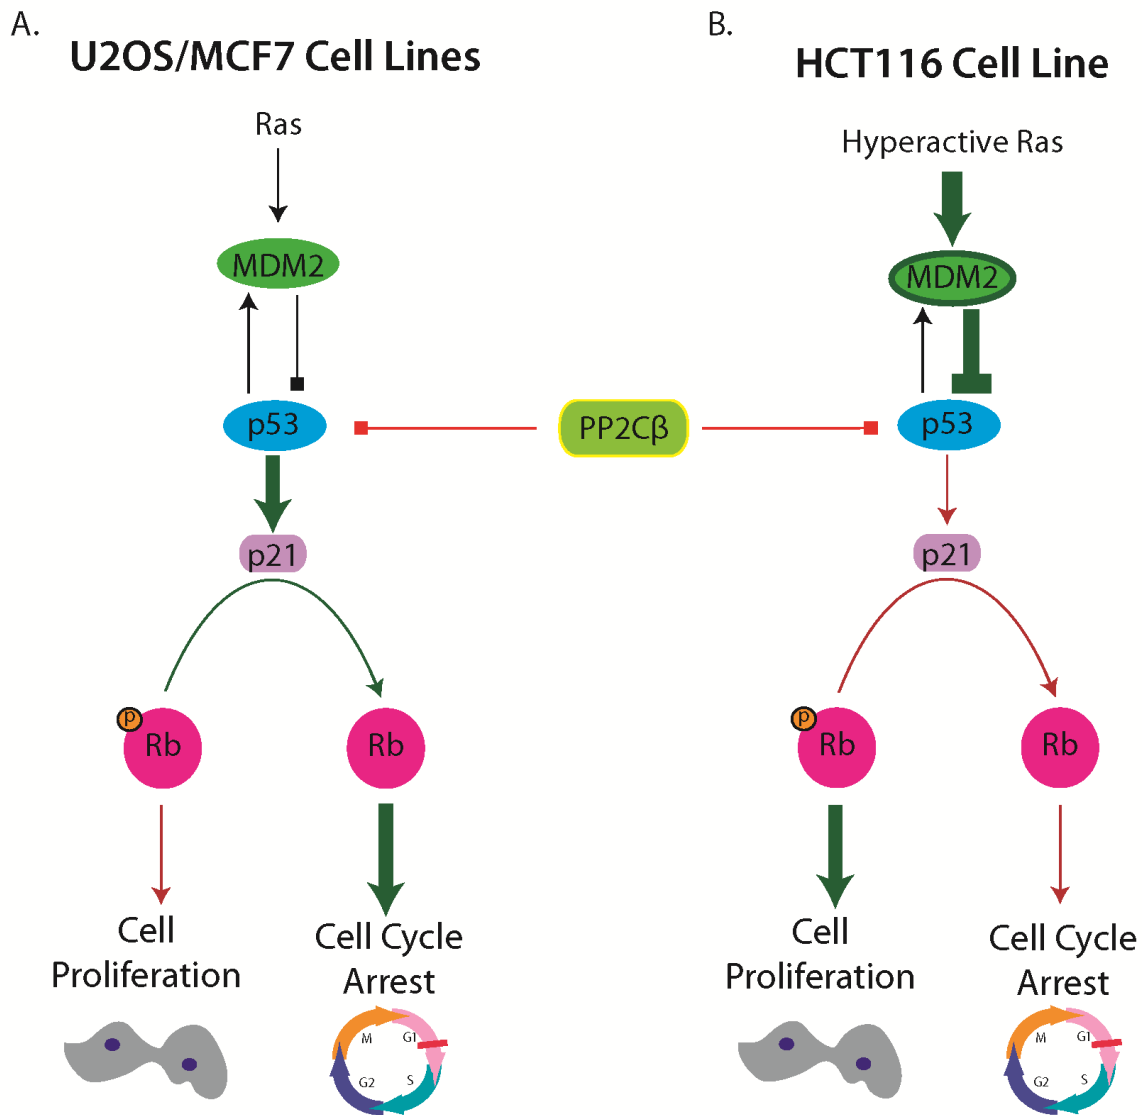 A.
U2OS/MCF7 Cell Lines
Ras
MDM2
p53
p21
p
Rb
Rb
Cell
Proliferation
Cell Cycle
Arrest
M
G1
G2
S
PP2Cβ
B.
HCT116 Cell Line
Hyperactive Ras
MDM2
p53
p21
p
Rb
Rb
Cell
Proliferation
Cell Cycle
Arrest
M
G1
G2
S